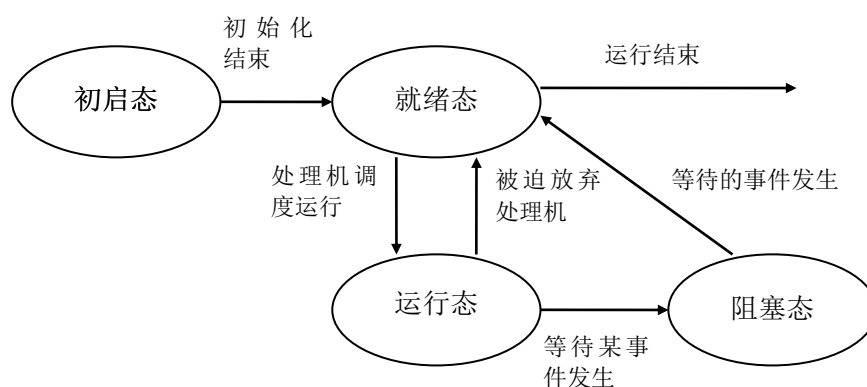 初始化
结束
运行结束
初启态
就绪态
处理机调
度运行
被迫放弃
处理机
等待的事件发生
运行态
阻塞态
等待某事
件发生